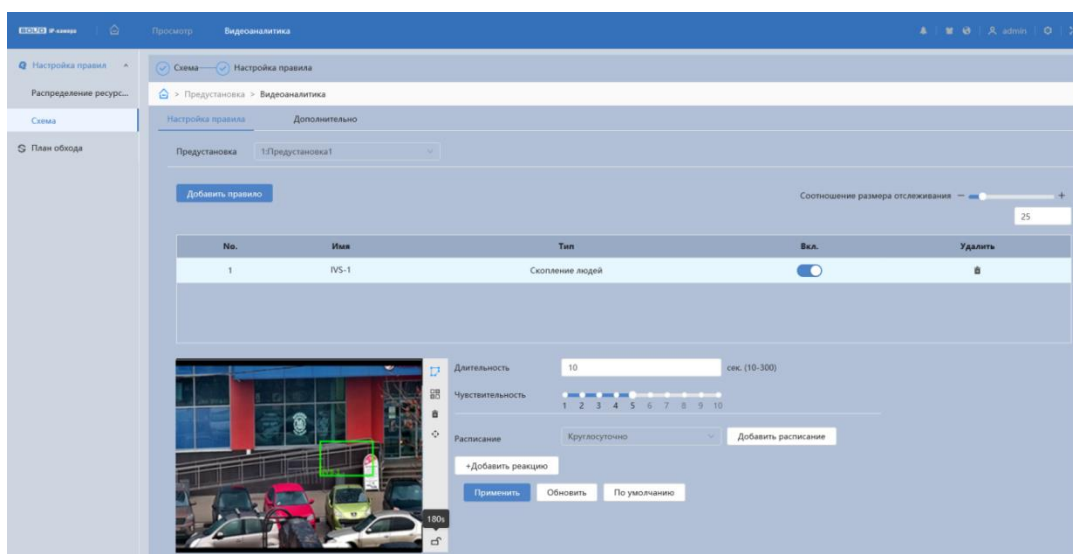 BOLID IP-камера Просмотр Видеоаналитика admin
Настройка правил
Распределение ресурс...
Схема
План обхода
Схема Настройка правила
> Предустановка > Видеоаналитика
Настройка правила Дополнительно
Предустановка 1:Предустановка1
Добавить правило Соотношение размера отслеживания − +
25
No. Имя Тип Вкл. Удалить
1 IVS-1 Скопление людей
Длительность 10 сек. (10-300)
Чувствительность
1 2 3 4 5 6 7 8 9 10
Расписание Круглосуточно Добавить расписание
+Добавить реакцию
Применить Обновить По умолчанию
180s